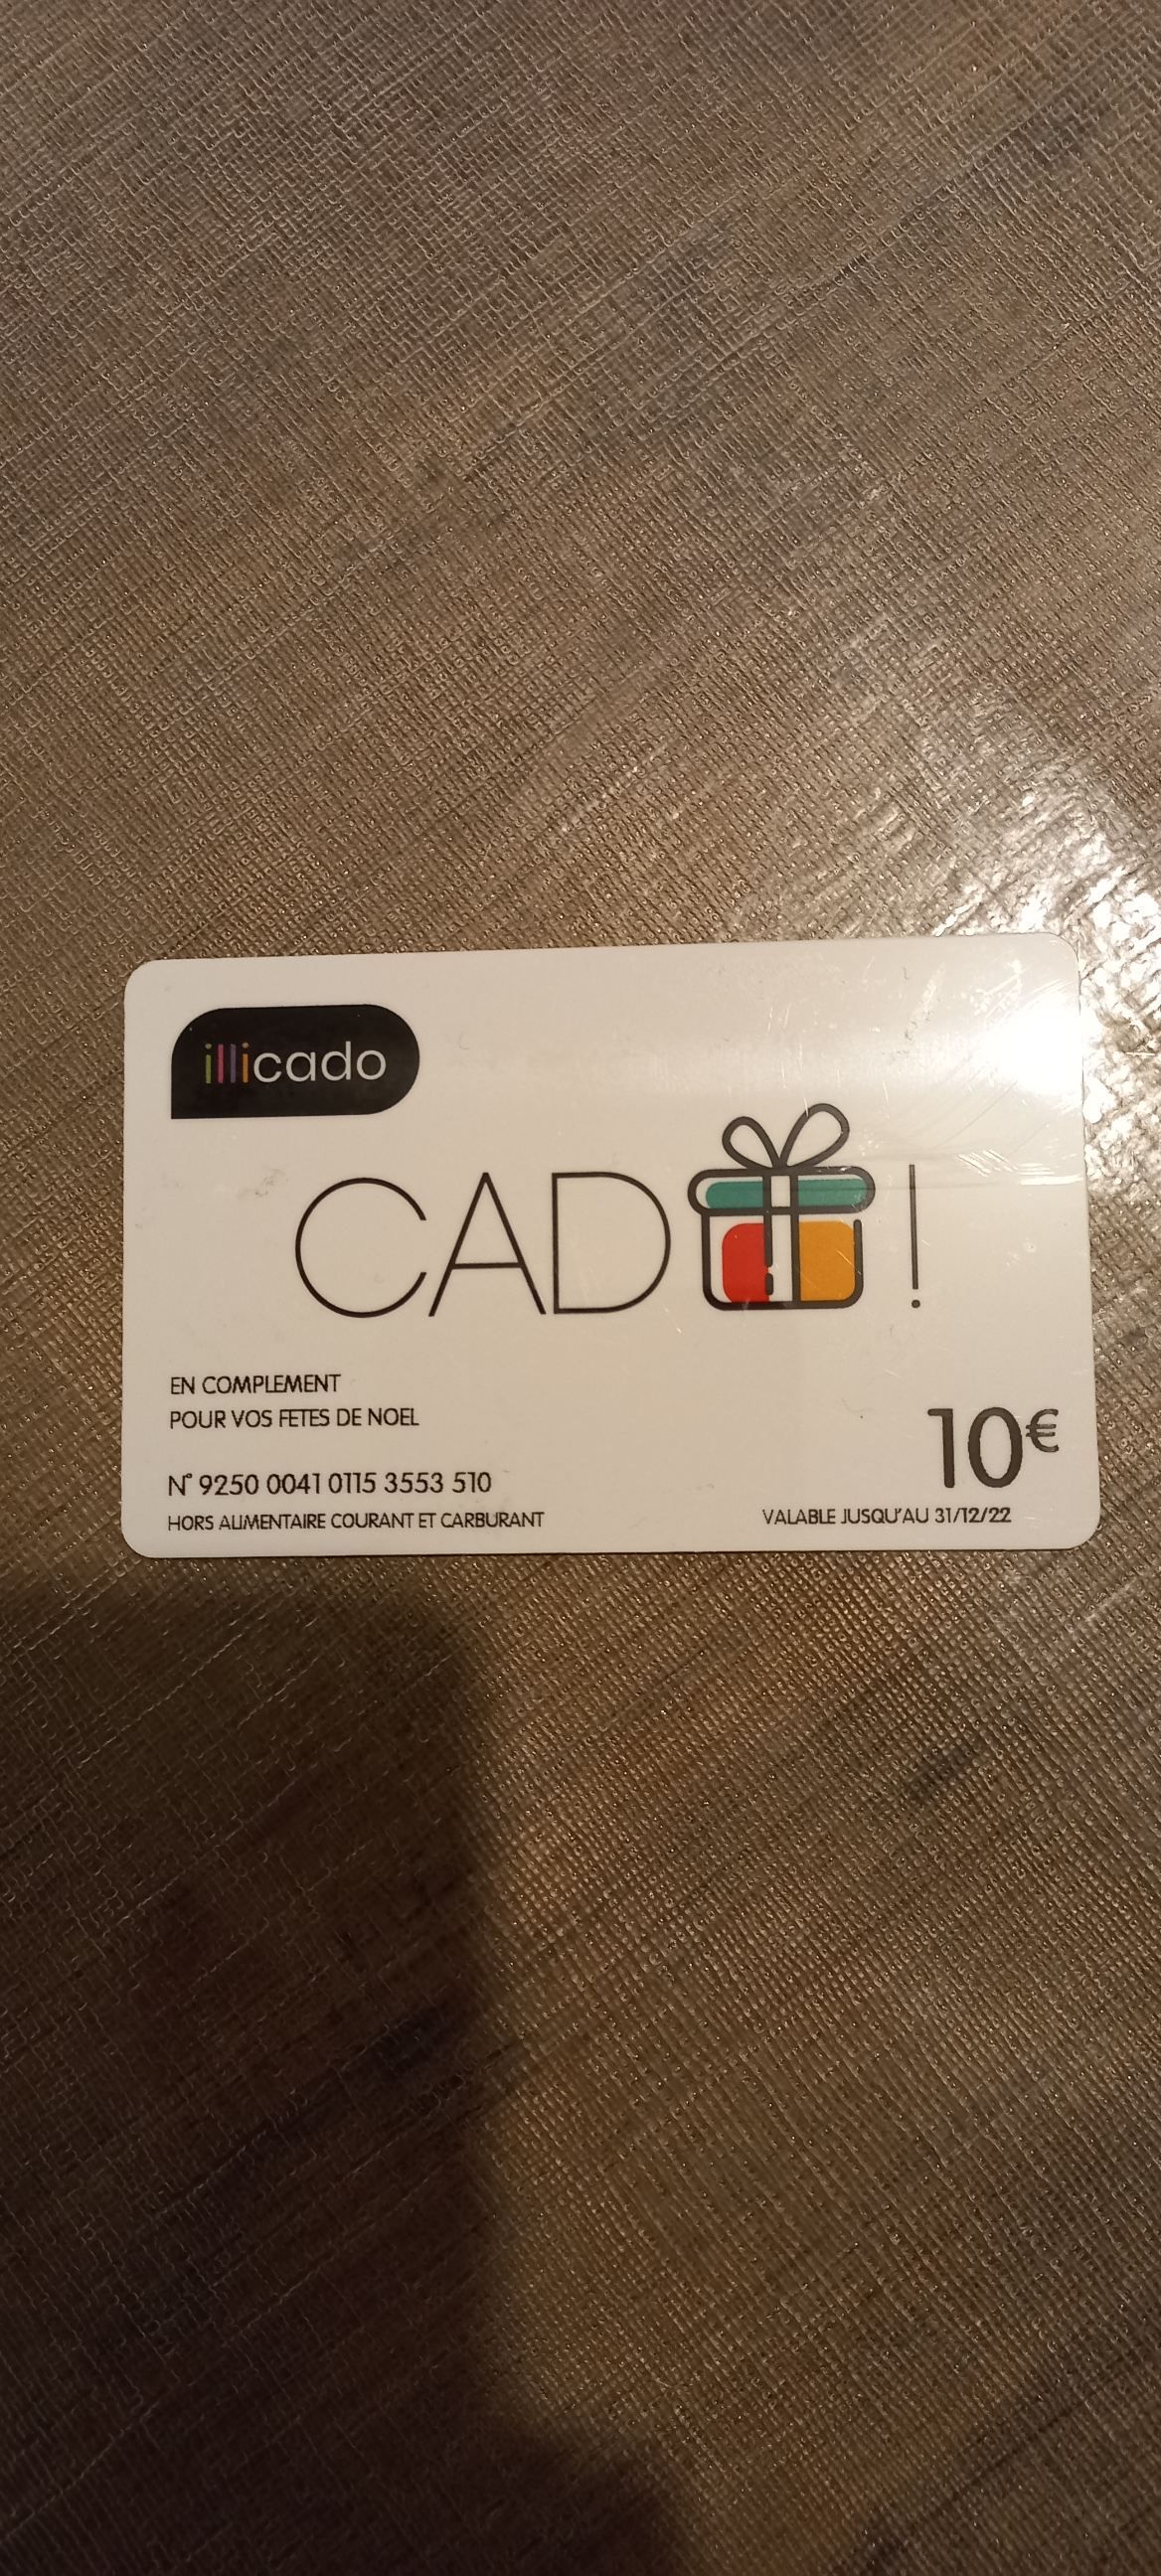 illicado
CAD !
EN COMPLEMENT
POUR VOS FETES DE NOEL
10€
N° 9250 0041 0115 3553 510
HORS ALIMENTAIRE COURANT ET CARBURANT
VALABLE JUSQU'AU 31/12/22